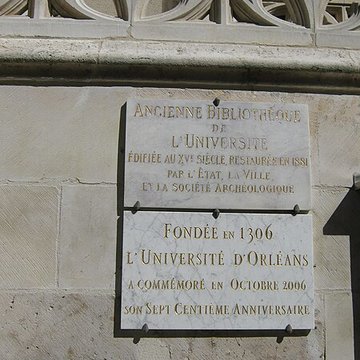 ANCIENNE BIBLIOTHÈQUE
DE
L'UNIVERSITÉ
ÉDIFIÉE AU XVE SIÈCLE, RESTAURÉE EN 1881
PAR L'ÉTAT, LA VILLE
ET LA SOCIÉTÉ ARCHÉOLOGIQUE
FONDÉE EN 1306
L'UNIVERSITÉ D'ORLÉANS
A COMMÉMORÉ EN OCTOBRE 2006
SON SEPT CENTIÈME ANNIVERSAIRE